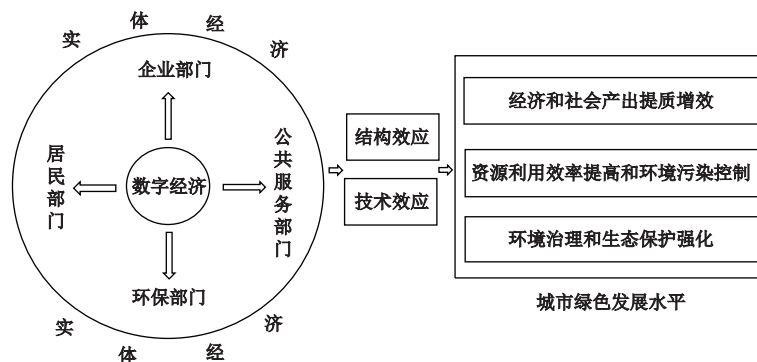 实体经济
企业部门
居民部门
数字经济
公共服务部门
环保部门
实体经济
结构效应
技术效应
经济和社会产出提质增效
资源利用效率提高和环境污染控制
环境治理和生态保护强化
城市绿色发展水平